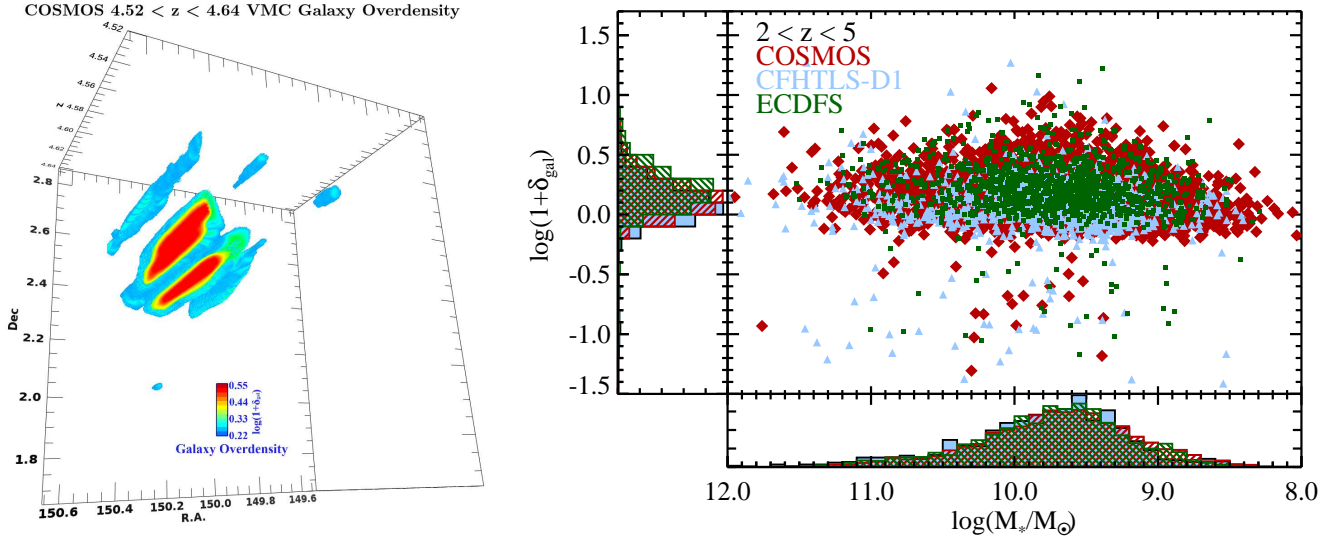 COSMOS 4.52 < z < 4.64 VMC Galaxy Overdensity
4.52
4.54
4.56
z
4.58
4.60
4.62
4.64
2.8
2.6
2.4
2.2
2.0
1.8
Dec
0.55
0.44
0.33
0.22
log(1+δgal)
Galaxy Overdensity
150.6 150.4 150.2 150.0 149.8 149.6
R.A.
2 < z < 5
COSMOS
CFHTLS-D1
ECDFS
1.5
1.0
0.5
0.0
-0.5
-1.0
-1.5
log(1+δgal)
12.0 11.0 10.0 9.0 8.0
log(M*/M⊙)